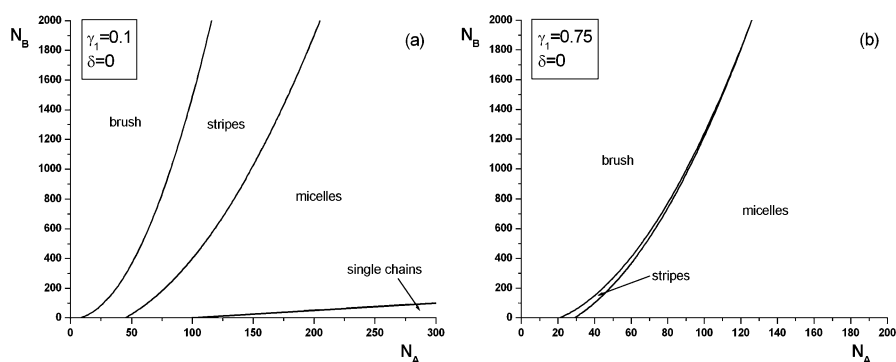 N_B
2000
1800
1600
1400
1200
1000
800
600
400
200
0
γ₁=0.1
δ=0
(a)
brush
stripes
micelles
single chains
0 50 100 150 200 250 300
N_A
N_B
2000
1800
1600
1400
1200
1000
800
600
400
200
0
γ₁=0.75
δ=0
(b)
brush
micelles
stripes
0 20 40 60 80 100 120 140 160 180 200
N_A